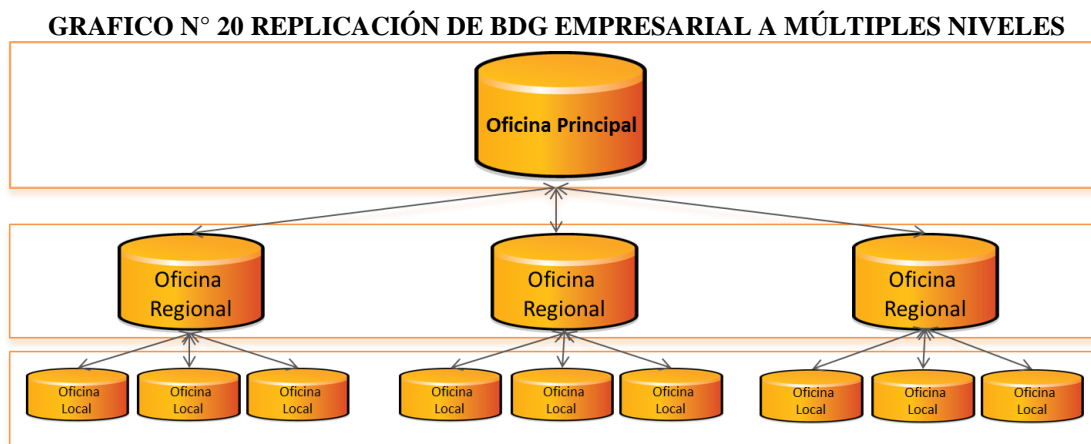 GRAFICO N° 20 REPLICACIÓN DE BDG EMPRESARIAL A MÚLTIPLES NIVELES
Oficina Principal
Oficina
Regional
Oficina
Regional
Oficina
Regional
Oficina
Local
Oficina
Local
Oficina
Local
Oficina
Local
Oficina
Local
Oficina
Local
Oficina
Local
Oficina
Local
Oficina
Local